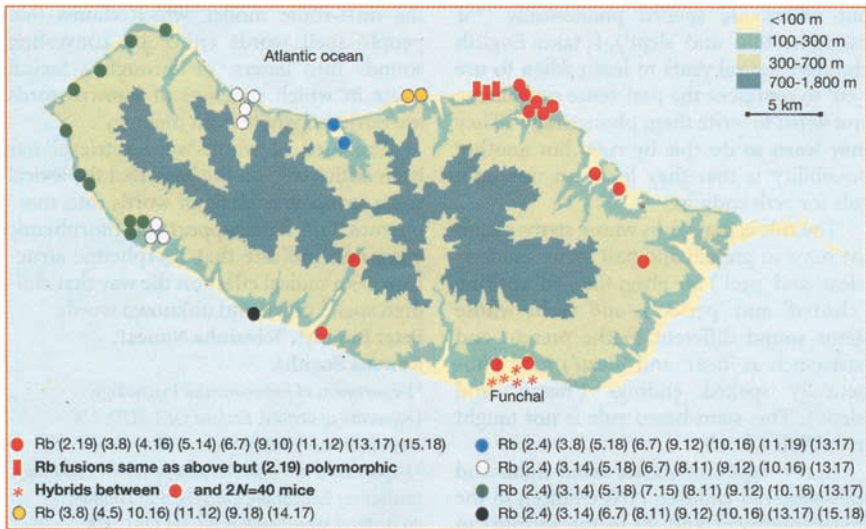 <100 m
100-300 m
300-700 m
700-1,800 m
5 km
Atlantic ocean
Funchal
Rb (2.19) (3.8) (4.16) (5.14) (6.7) (9.10) (11.12) (13.17) (15.18)
Rb fusions same as above but (2.19) polymorphic
Hybrids between and 2N=40 mice
Rb (3.8) (4.5) 10.16) (11.12) (9.18) (14.17)
Rb (2.4) (3.8) (5.18) (6.7) (9.12) (10.16) (11.19) (13.17)
Rb (2.4) (3.14) (5.18) (6.7) (8.11) (9.12) (10.16) (13.17)
Rb (2.4) (3.14) (5.18) (7.15) (8.11) (9.12) (10.16) (13.17)
Rb (2.4) (3.14) (6.7) (8.11) (9.12) (10.16) (13.17) (15.18)